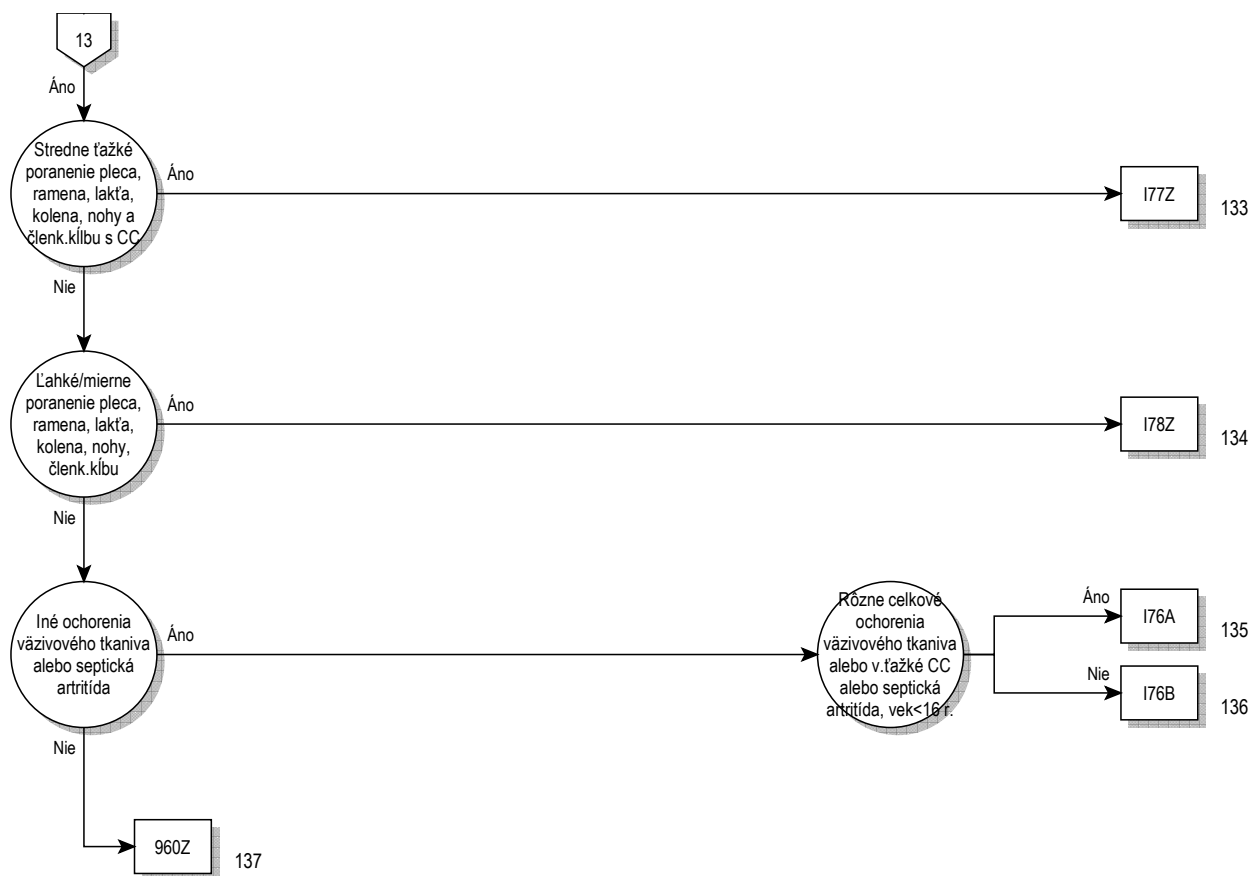 13
Áno
Stredne ťažké
poranenie pleca,
ramena, lakťa,
kolena, nohy a
členk.kĺbu s CC
Áno
I77Z
133
Nie
Ľahké/mierne
poranenie pleca,
ramena, lakťa,
kolena, nohy,
členk.kĺbu
Áno
I78Z
134
Nie
Iné ochorenia
väzivového tkaniva
alebo septická
artritída
Áno
Rôzne celkové
ochorenia
väzivového tkaniva
alebo v.ťažké CC
alebo septická
artritída, vek<16 r.
Áno
I76A
135
Nie
I76B
136
Nie
960Z
137